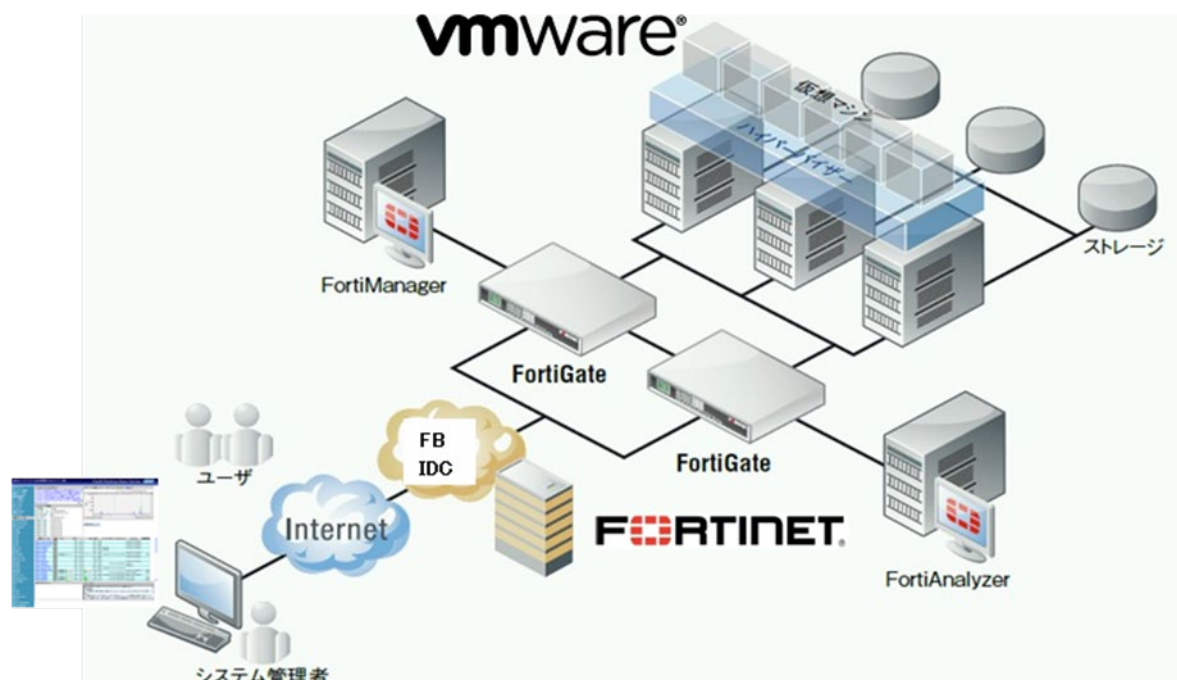 vmware®
仮想マシン
ハイパーバイザー
ストレージ
FortiManager
FortiGate
FortiGate
FB
IDC
ユーザ
Internet
FORTINET.
FortiAnalyzer
システム管理者